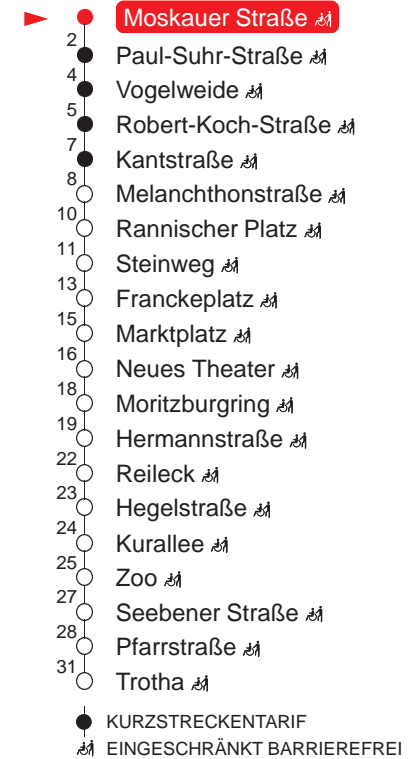 Moskauer Straße
2
Paul-Suhr-Straße
4
Vogelweide
5
Robert-Koch-Straße
7
Kantstraße
8
Melanchthonstraße
10
Rannischer Platz
11
Steinweg
13
Franckeplatz
15
Marktplatz
16
Neues Theater
18
Moritzburgring
19
Hermannstraße
22
Reileck
23
Hegelstraße
24
Kurallee
25
Zoo
27
Seebener Straße
28
Pfarrstraße
31
Trotha
KURZSTRECKENTARIF
EINGESCHRÄNKT BARRIEREFREI